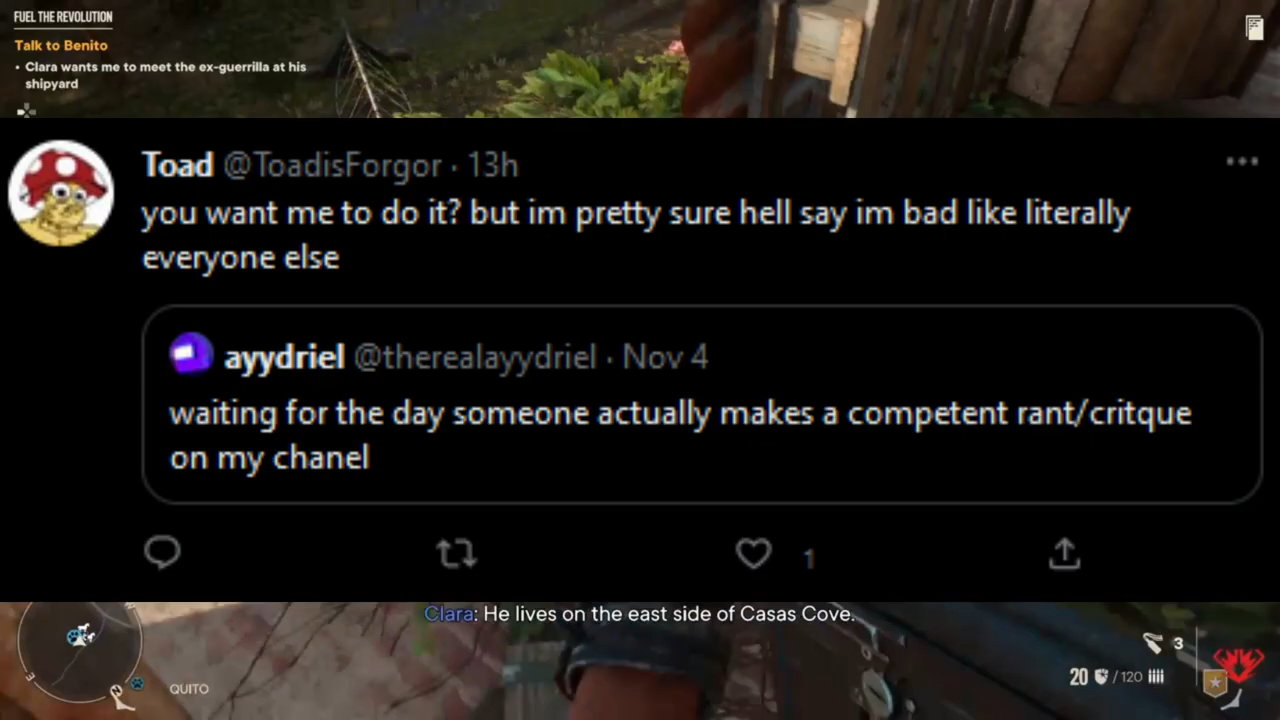 FUEL THE REVOLUTION
Talk to Benito
• Clara wants me to meet the ex-guerrilla at his
shipyard
Toad @ToadisForgor · 13h
you want me to do it? but im pretty sure hell say im bad like literally
everyone else
ayydriel @therealayydriel · Nov 4
waiting for the day someone actually makes a competent rant/critque
on my chanel
1
Clara: He lives on the east side of Casas Cove.
3
20 / 120
QUITO
E